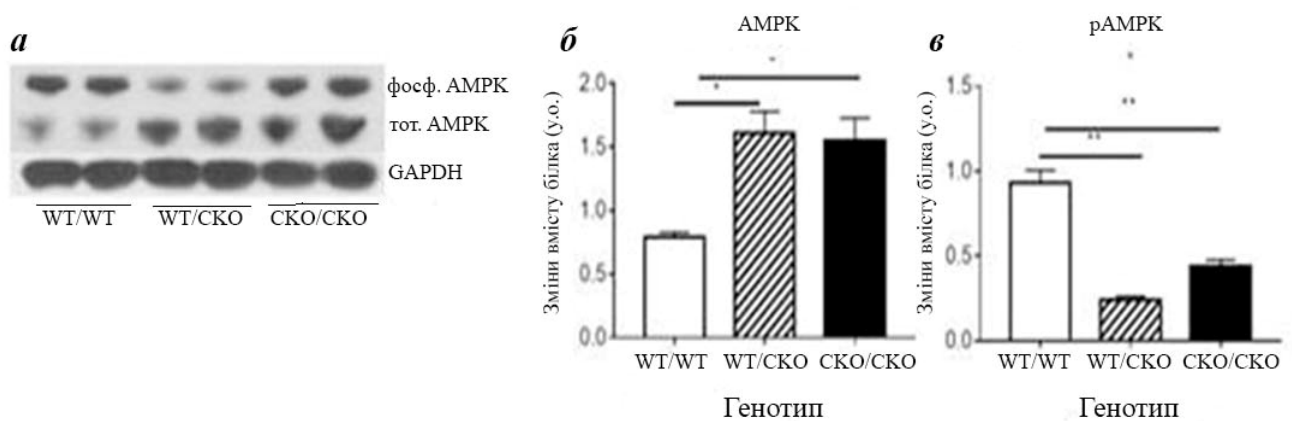 а
фосф. AMPK
тот. AMPK
GAPDH
WT/WT WT/CKO CKO/CKO
б
AMPK
Зміни вмісту білка (у.о.)
2.0
1.5
1.0
0.5
0.0
WT/WT WT/CKO CKO/CKO
Генотип
в
pAMPK
Зміни вмісту білка (у.о.)
1.5
1.0
0.5
0.0
WT/WT WT/CKO CKO/CKO
Генотип